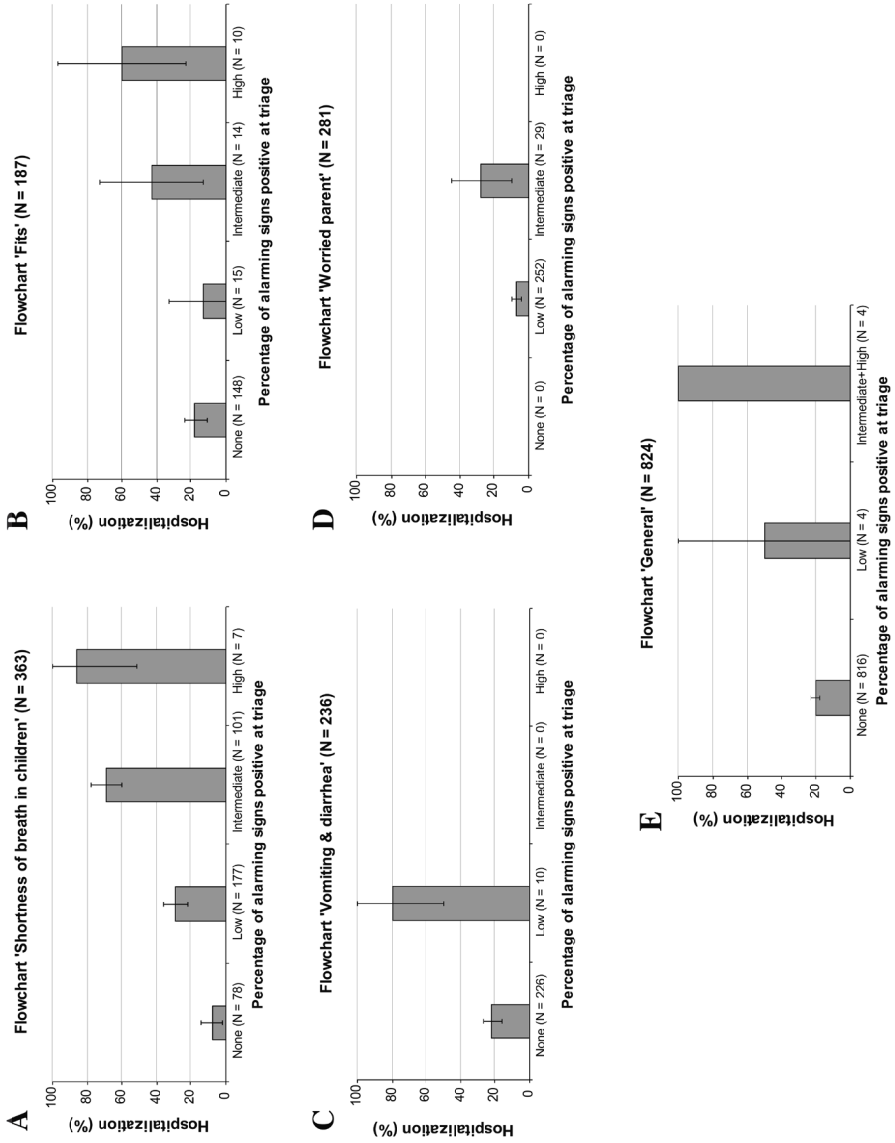 A
Flowchart 'Shortness of breath in children' (N = 363)
Hospitalization (%)
100
80
60
40
20
0
None (N = 78)
Low (N = 177)
Intermediate (N = 101)
High (N = 7)
Percentage of alarming signs positive at triage
B
Flowchart 'Fits' (N = 187)
Hospitalization (%)
100
80
60
40
20
0
None (N = 148)
Low (N = 15)
Intermediate (N = 14)
High (N = 10)
Percentage of alarming signs positive at triage
C
Flowchart 'Vomiting & diarrhea' (N = 236)
Hospitalization (%)
100
80
60
40
20
0
None (N = 226)
Low (N = 10)
Intermediate (N = 0)
High (N = 0)
Percentage of alarming signs positive at triage
D
Flowchart 'Worried parent' (N = 281)
Hospitalization (%)
100
80
60
40
20
0
None (N = 0)
Low (N = 252)
Intermediate (N = 29)
High (N = 0)
Percentage of alarming signs positive at triage
E
Flowchart 'General' (N = 824)
Hospitalization (%)
100
80
60
40
20
0
None (N = 816)
Low (N = 4)
Intermediate+High (N = 4)
Percentage of alarming signs positive at triage